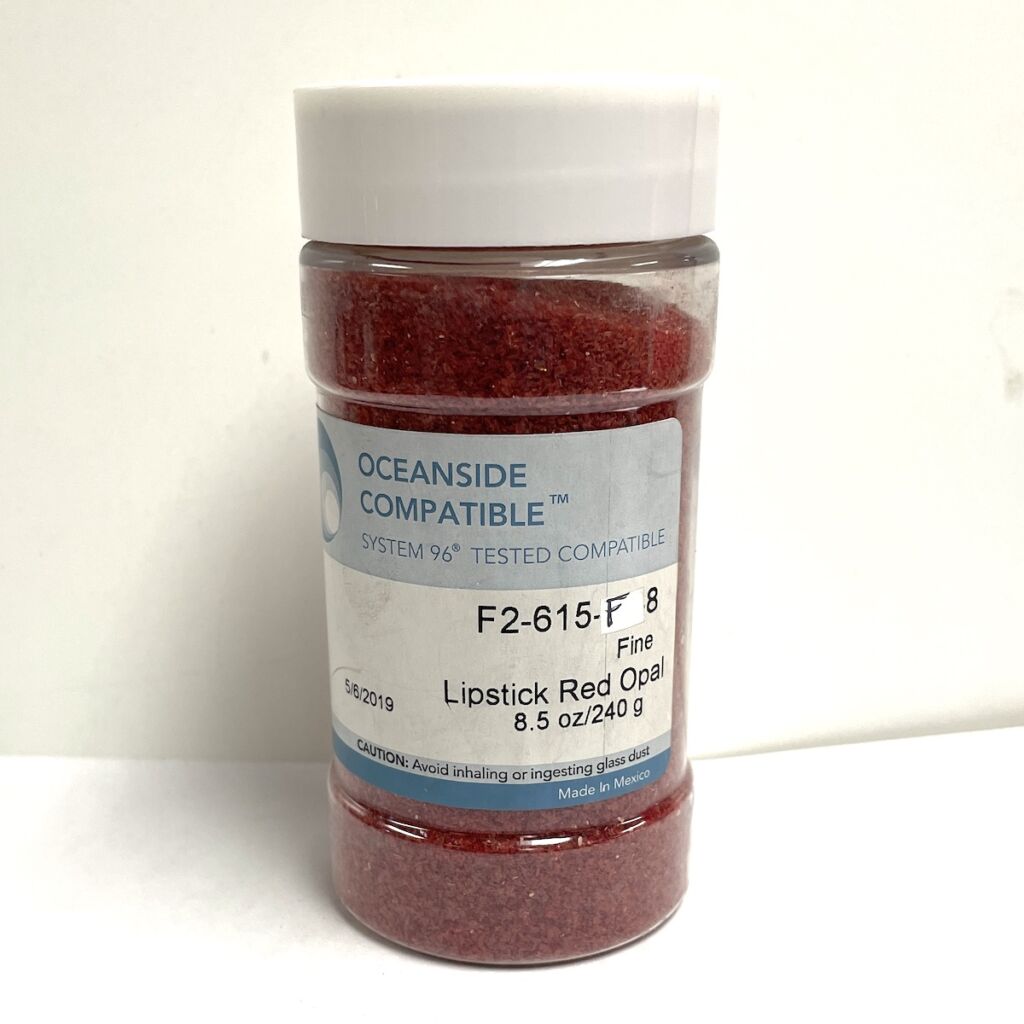 OCEANSIDE
COMPATIBLE™
SYSTEM 96® TESTED COMPATIBLE
F2-615-F-8
Fine
5/6/2019
Lipstick Red Opal
8.5 oz/240 g
CAUTION: Avoid inhaling or ingesting glass dust
Made In Mexico